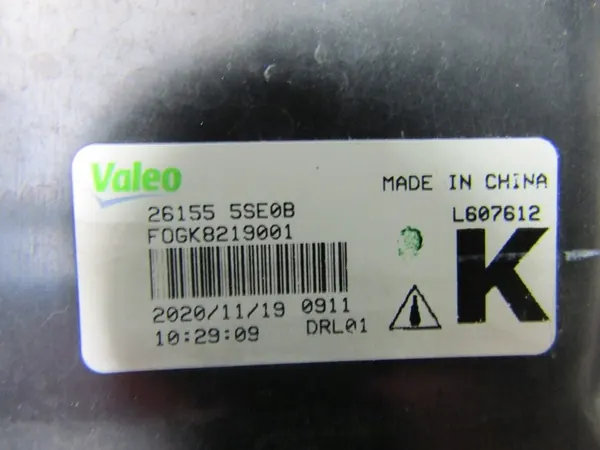 Valeo
MADE IN CHINA
26155 5SE0B
L607612
FOGK8219001
K
2020/11/19 0911
10:29:09
DRL01